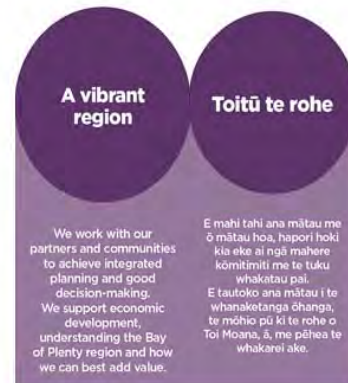 A vibrant
region
We work with our
partners and communities
to achieve integrated
planning and good
decision-making.
We support economic
development,
understanding the Bay
of Plenty region and how
we can best add value.
Toitū te rohe
E mahi tahi ana mātau me
ō mātau hoa, hapori hoki
kia eke ai ngā mahere
kōmitimiti me te tuku
whakatau pai.
E tautoko ana mātau i te
whanaketanga ōhanga,
te mōhio pū ki te rohe o
Toi Moana, ā, me pēhea te
whakarei ake.